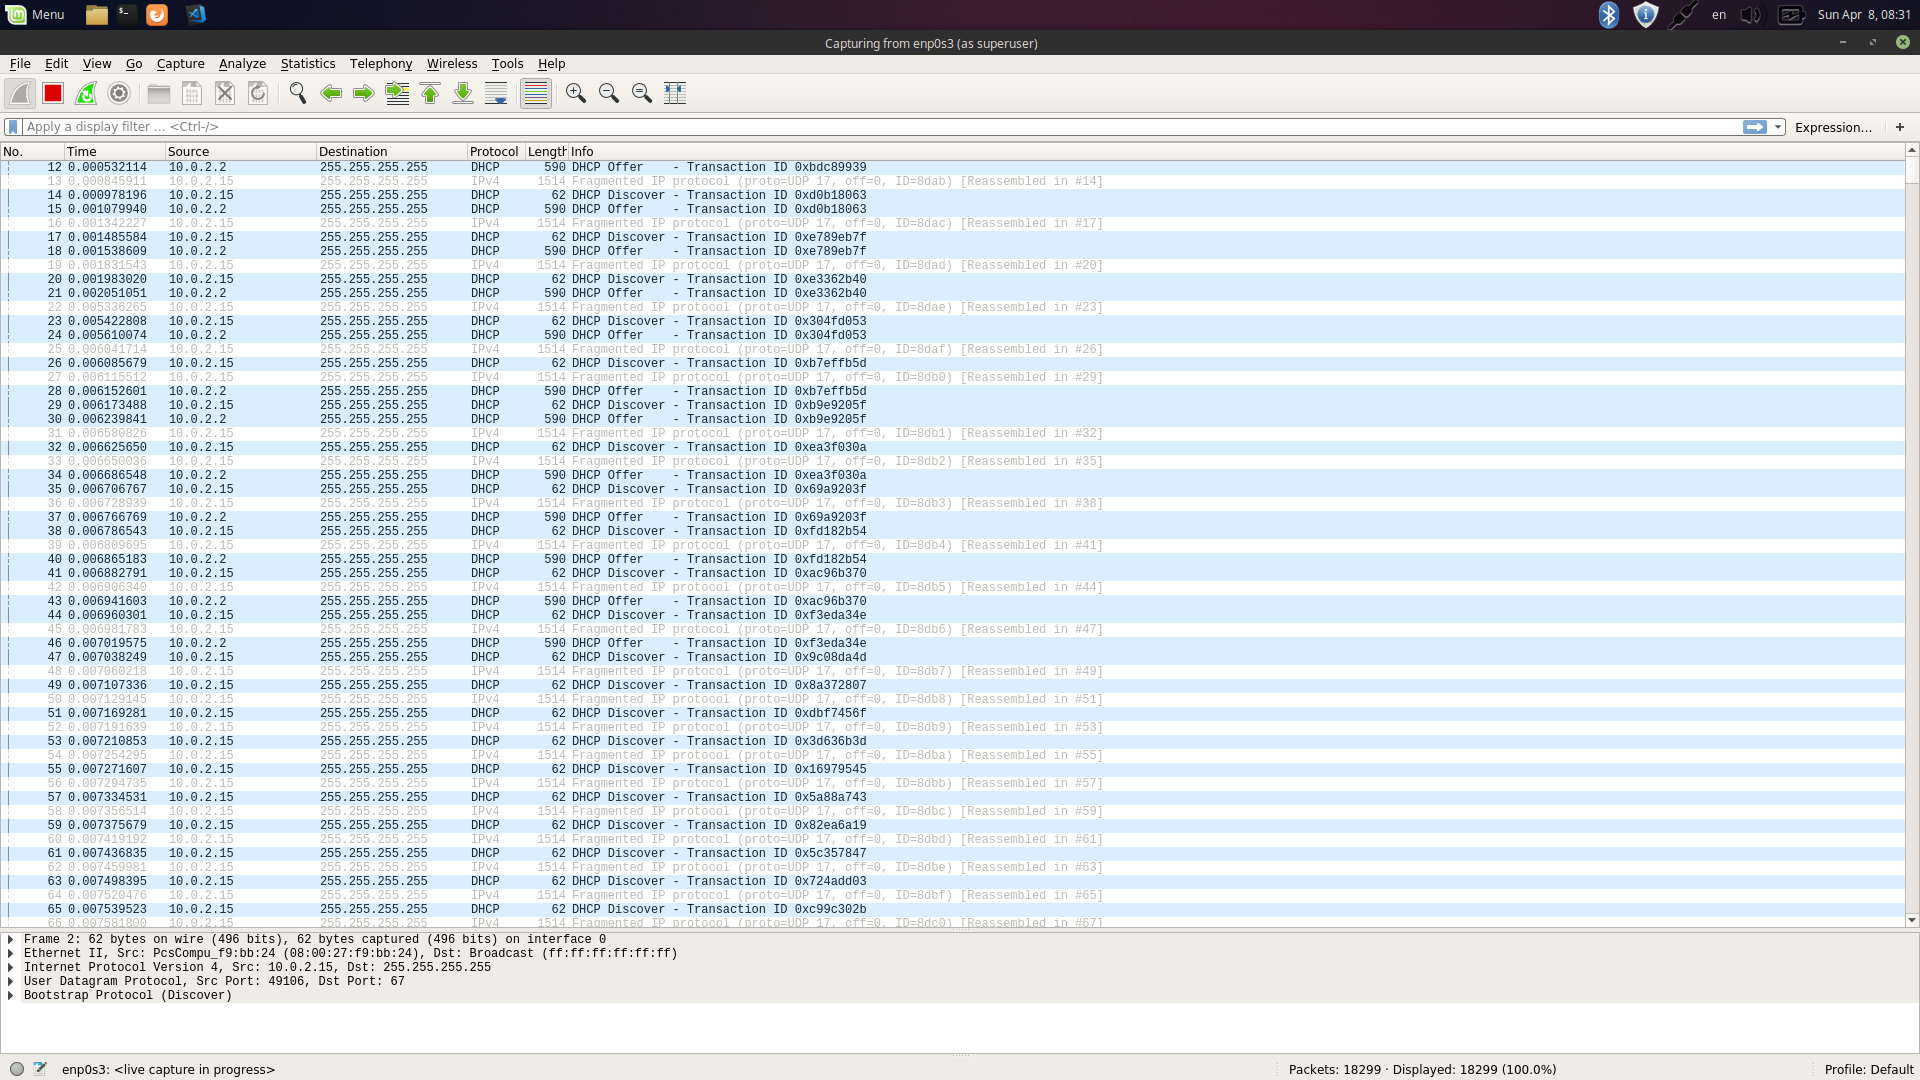 Menu en Sun Apr 8, 08:31
Capturing from enp0s3 (as superuser)
File Edit View Go Capture Analyze Statistics Telephony Wireless Tools Help
Apply a display filter ... <Ctrl-/> Expression... +
No. Time Source Destination Protocol Length Info
12 0.000532114 10.0.2.2 255.255.255.255 DHCP 590 DHCP Offer - Transaction ID 0xbdc89939
13 0.000845911 10.0.2.15 255.255.255.255 IPv4 1514 Fragmented IP protocol (proto=UDP 17, off=0, ID=8dab) [Reassembled in #14]
14 0.000978196 10.0.2.15 255.255.255.255 DHCP 62 DHCP Discover - Transaction ID 0xd0b18063
15 0.001079940 10.0.2.2 255.255.255.255 DHCP 590 DHCP Offer - Transaction ID 0xd0b18063
16 0.001342227 10.0.2.15 255.255.255.255 IPv4 1514 Fragmented IP protocol (proto=UDP 17, off=0, ID=8dac) [Reassembled in #17]
17 0.001485584 10.0.2.15 255.255.255.255 DHCP 62 DHCP Discover - Transaction ID 0xe789eb7f
18 0.001538609 10.0.2.2 255.255.255.255 DHCP 590 DHCP Offer - Transaction ID 0xe789eb7f
19 0.001831543 10.0.2.15 255.255.255.255 IPv4 1514 Fragmented IP protocol (proto=UDP 17, off=0, ID=8dad) [Reassembled in #20]
20 0.001983020 10.0.2.15 255.255.255.255 DHCP 62 DHCP Discover - Transaction ID 0xe3362b40
21 0.002051051 10.0.2.2 255.255.255.255 DHCP 590 DHCP Offer - Transaction ID 0xe3362b40
22 0.005336265 10.0.2.15 255.255.255.255 IPv4 1514 Fragmented IP protocol (proto=UDP 17, off=0, ID=8dae) [Reassembled in #23]
23 0.005422808 10.0.2.15 255.255.255.255 DHCP 62 DHCP Discover - Transaction ID 0x304fd053
24 0.005610074 10.0.2.2 255.255.255.255 DHCP 590 DHCP Offer - Transaction ID 0x304fd053
25 0.006041714 10.0.2.15 255.255.255.255 IPv4 1514 Fragmented IP protocol (proto=UDP 17, off=0, ID=8daf) [Reassembled in #26]
26 0.006085679 10.0.2.15 255.255.255.255 DHCP 62 DHCP Discover - Transaction ID 0xb7effb5d
27 0.006115512 10.0.2.15 255.255.255.255 IPv4 1514 Fragmented IP protocol (proto=UDP 17, off=0, ID=8db0) [Reassembled in #29]
28 0.006152601 10.0.2.2 255.255.255.255 DHCP 590 DHCP Offer - Transaction ID 0xb7effb5d
29 0.006173488 10.0.2.15 255.255.255.255 DHCP 62 DHCP Discover - Transaction ID 0xb9e9205f
30 0.006239841 10.0.2.2 255.255.255.255 DHCP 590 DHCP Offer - Transaction ID 0xb9e9205f
31 0.006580826 10.0.2.15 255.255.255.255 IPv4 1514 Fragmented IP protocol (proto=UDP 17, off=0, ID=8db1) [Reassembled in #32]
32 0.006625650 10.0.2.15 255.255.255.255 DHCP 62 DHCP Discover - Transaction ID 0xea3f030a
33 0.006650036 10.0.2.15 255.255.255.255 IPv4 1514 Fragmented IP protocol (proto=UDP 17, off=0, ID=8db2) [Reassembled in #35]
34 0.006686548 10.0.2.2 255.255.255.255 DHCP 590 DHCP Offer - Transaction ID 0xea3f030a
35 0.006706767 10.0.2.15 255.255.255.255 DHCP 62 DHCP Discover - Transaction ID 0x69a9203f
36 0.006728939 10.0.2.15 255.255.255.255 IPv4 1514 Fragmented IP protocol (proto=UDP 17, off=0, ID=8db3) [Reassembled in #38]
37 0.006766769 10.0.2.2 255.255.255.255 DHCP 590 DHCP Offer - Transaction ID 0x69a9203f
38 0.006786543 10.0.2.15 255.255.255.255 DHCP 62 DHCP Discover - Transaction ID 0xfd182b54
39 0.006809695 10.0.2.15 255.255.255.255 IPv4 1514 Fragmented IP protocol (proto=UDP 17, off=0, ID=8db4) [Reassembled in #41]
40 0.006865183 10.0.2.2 255.255.255.255 DHCP 590 DHCP Offer - Transaction ID 0xfd182b54
41 0.006882791 10.0.2.15 255.255.255.255 DHCP 62 DHCP Discover - Transaction ID 0xac96b370
42 0.006906340 10.0.2.15 255.255.255.255 IPv4 1514 Fragmented IP protocol (proto=UDP 17, off=0, ID=8db5) [Reassembled in #44]
43 0.006941603 10.0.2.2 255.255.255.255 DHCP 590 DHCP Offer - Transaction ID 0xac96b370
44 0.006960301 10.0.2.15 255.255.255.255 DHCP 62 DHCP Discover - Transaction ID 0xf3eda34e
45 0.006981783 10.0.2.15 255.255.255.255 IPv4 1514 Fragmented IP protocol (proto=UDP 17, off=0, ID=8db6) [Reassembled in #47]
46 0.007019575 10.0.2.2 255.255.255.255 DHCP 590 DHCP Offer - Transaction ID 0xf3eda34e
47 0.007038249 10.0.2.15 255.255.255.255 DHCP 62 DHCP Discover - Transaction ID 0x9c08da4d
48 0.007060218 10.0.2.15 255.255.255.255 IPv4 1514 Fragmented IP protocol (proto=UDP 17, off=0, ID=8db7) [Reassembled in #49]
49 0.007107336 10.0.2.15 255.255.255.255 DHCP 62 DHCP Discover - Transaction ID 0x8a372807
50 0.007129145 10.0.2.15 255.255.255.255 IPv4 1514 Fragmented IP protocol (proto=UDP 17, off=0, ID=8db8) [Reassembled in #51]
51 0.007169281 10.0.2.15 255.255.255.255 DHCP 62 DHCP Discover - Transaction ID 0xdbf7456f
52 0.007191639 10.0.2.15 255.255.255.255 IPv4 1514 Fragmented IP protocol (proto=UDP 17, off=0, ID=8db9) [Reassembled in #53]
53 0.007210853 10.0.2.15 255.255.255.255 DHCP 62 DHCP Discover - Transaction ID 0x3d636b3d
54 0.007254295 10.0.2.15 255.255.255.255 IPv4 1514 Fragmented IP protocol (proto=UDP 17, off=0, ID=8dba) [Reassembled in #55]
55 0.007271607 10.0.2.15 255.255.255.255 DHCP 62 DHCP Discover - Transaction ID 0x16979545
56 0.007294735 10.0.2.15 255.255.255.255 IPv4 1514 Fragmented IP protocol (proto=UDP 17, off=0, ID=8dbb) [Reassembled in #57]
57 0.007334531 10.0.2.15 255.255.255.255 DHCP 62 DHCP Discover - Transaction ID 0x5a88a743
58 0.007356514 10.0.2.15 255.255.255.255 IPv4 1514 Fragmented IP protocol (proto=UDP 17, off=0, ID=8dbc) [Reassembled in #59]
59 0.007375679 10.0.2.15 255.255.255.255 DHCP 62 DHCP Discover - Transaction ID 0x82ea6a19
60 0.007419192 10.0.2.15 255.255.255.255 IPv4 1514 Fragmented IP protocol (proto=UDP 17, off=0, ID=8dbd) [Reassembled in #61]
61 0.007436835 10.0.2.15 255.255.255.255 DHCP 62 DHCP Discover - Transaction ID 0x5c357847
62 0.007459981 10.0.2.15 255.255.255.255 IPv4 1514 Fragmented IP protocol (proto=UDP 17, off=0, ID=8dbe) [Reassembled in #63]
63 0.007498395 10.0.2.15 255.255.255.255 DHCP 62 DHCP Discover - Transaction ID 0x724add03
64 0.007520476 10.0.2.15 255.255.255.255 IPv4 1514 Fragmented IP protocol (proto=UDP 17, off=0, ID=8dbf) [Reassembled in #65]
65 0.007539523 10.0.2.15 255.255.255.255 DHCP 62 DHCP Discover - Transaction ID 0xc99c302b
66 0.007581800 10.0.2.15 255.255.255.255 IPv4 1514 Fragmented IP protocol (proto=UDP 17, off=0, ID=8dc0) [Reassembled in #67]
Frame 2: 62 bytes on wire (496 bits), 62 bytes captured (496 bits) on interface 0
Ethernet II, Src: PcsCompu_f9:bb:24 (08:00:27:f9:bb:24), Dst: Broadcast (ff:ff:ff:ff:ff:ff)
Internet Protocol Version 4, Src: 10.0.2.15, Dst: 255.255.255.255
User Datagram Protocol, Src Port: 49106, Dst Port: 67
Bootstrap Protocol (Discover)
enp0s3: <live capture in progress> Packets: 18299 · Displayed: 18299 (100.0%) Profile: Default